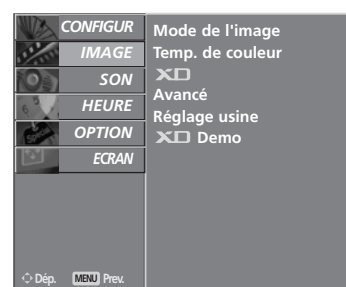 CONFIGUR
IMAGE
SON
HEURE
OPTION
ECRAN
Mode de l'image
Temp. de couleur
XD
Avancé
Réglage usine
XD Demo
Dép. MENU Prev.